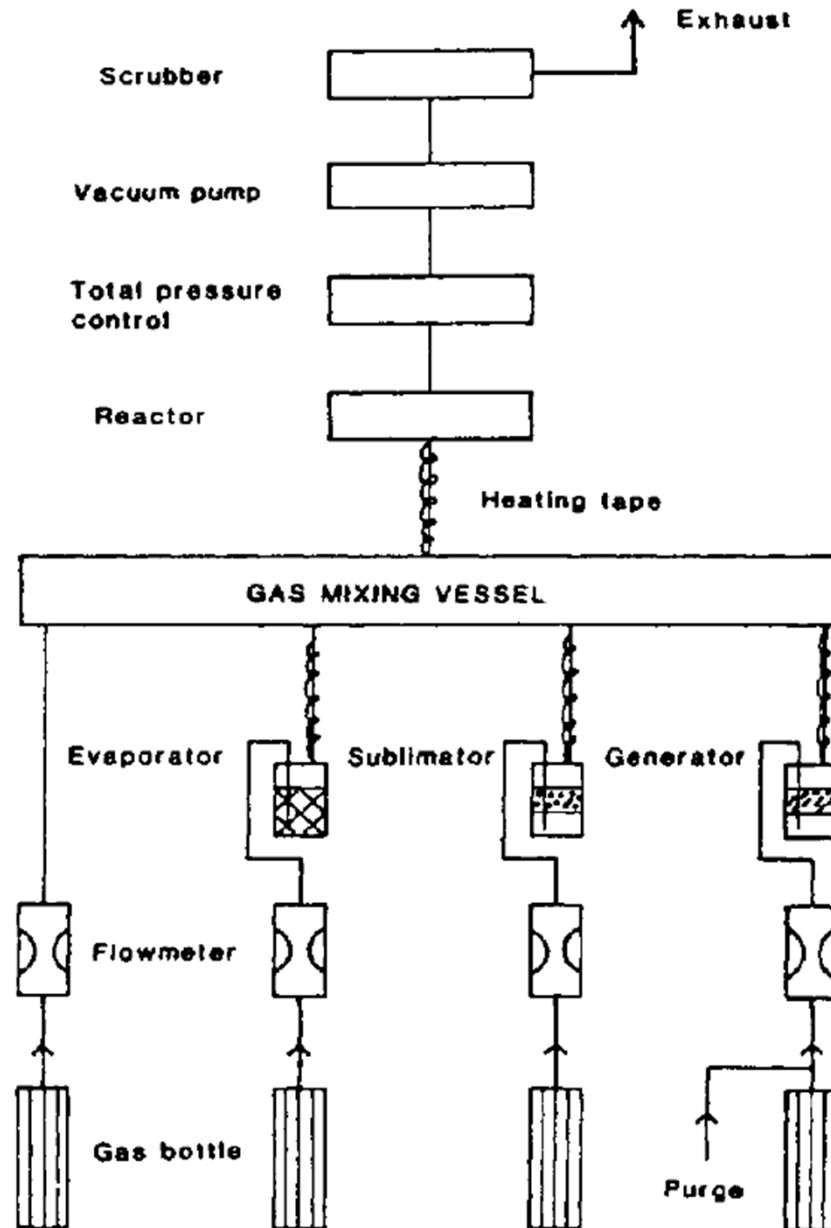 Exhaust
Scrubber
Vacuum pump
Total pressure
control
Reactor
Heating tape
GAS MIXING VESSEL
Evaporator
Sublimator
Generator
Flowmeter
Gas bottle
Purge